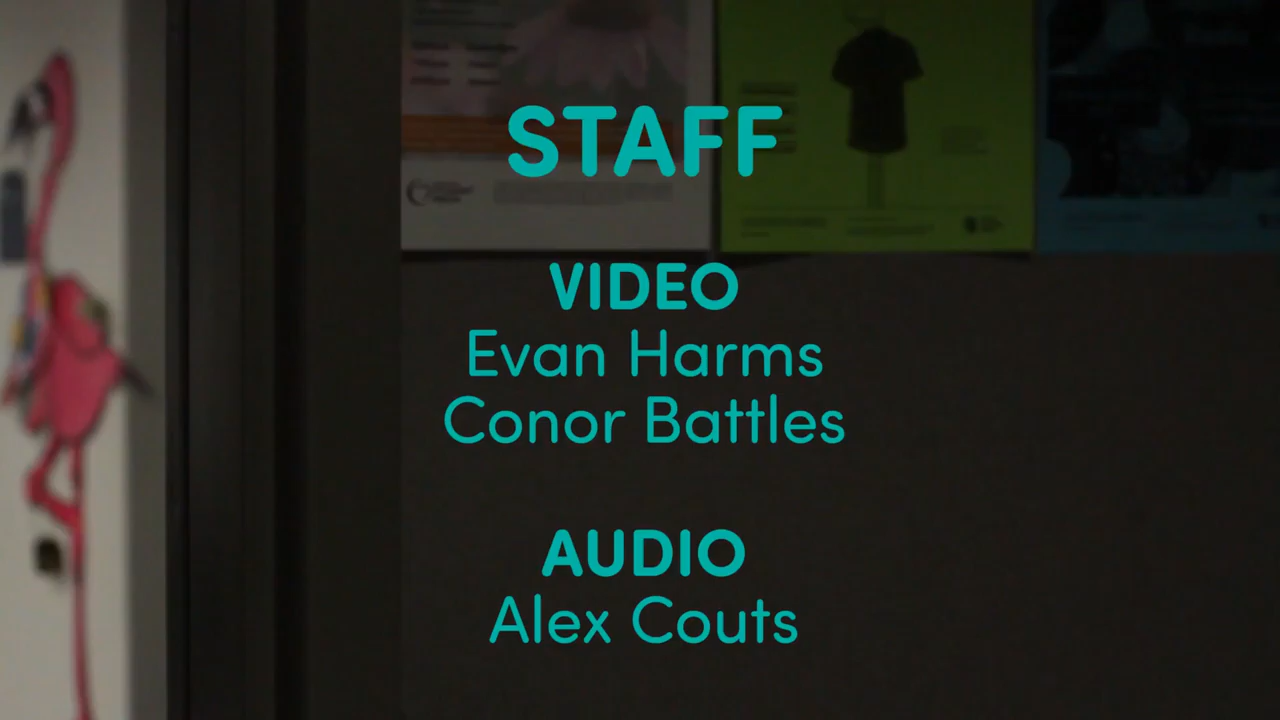 STAFF
VIDEO
Evan Harms
Conor Battles
AUDIO
Alex Couts